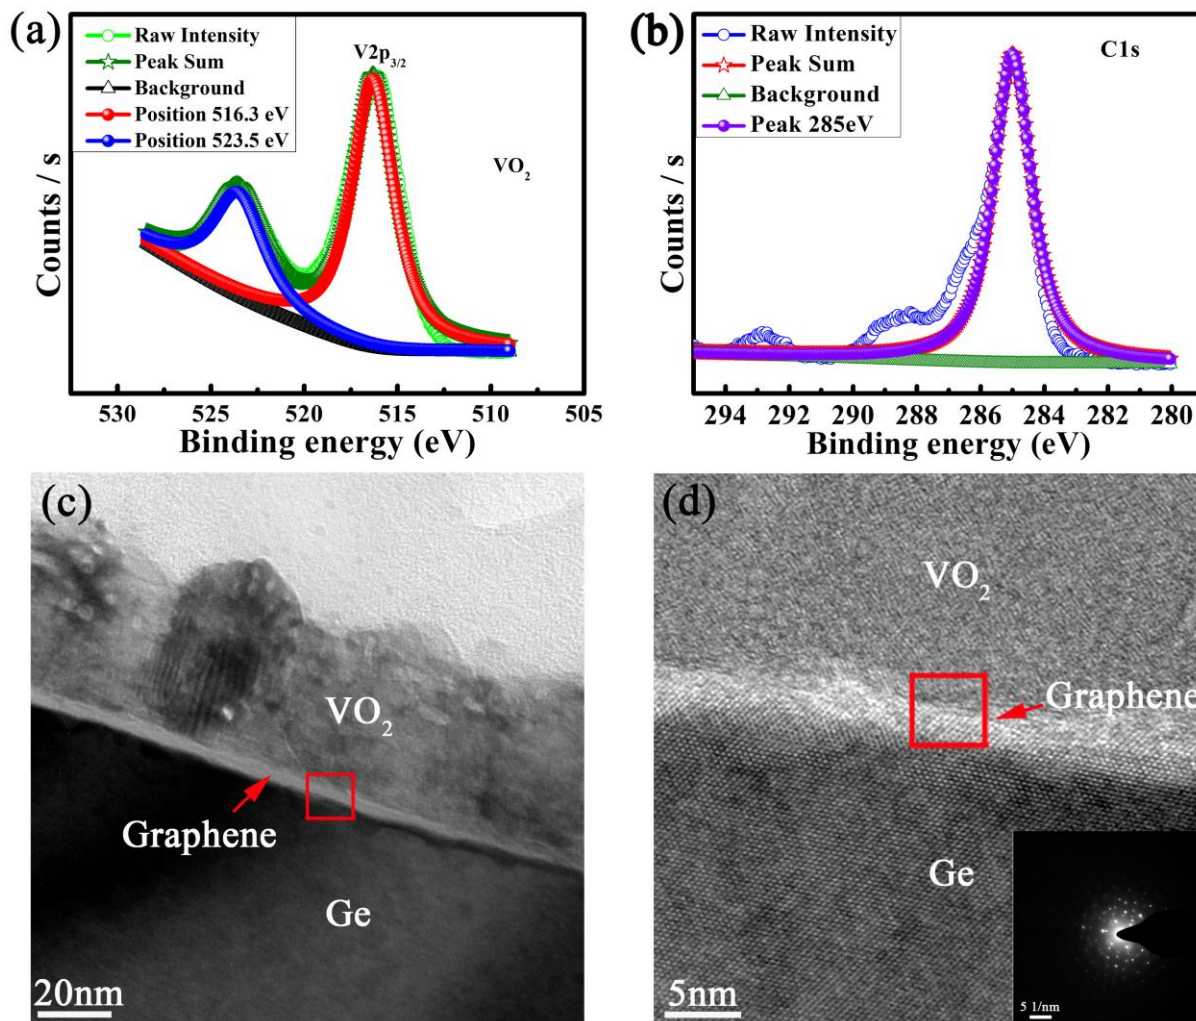 (a)
Raw Intensity
Peak Sum
Background
Position 516.3 eV
Position 523.5 eV
V2p3/2
VO2
Counts / s
530 525 520 515 510 505
Binding energy (eV)
(b)
Raw Intensity
Peak Sum
Background
Peak 285eV
C1s
Counts / s
294 292 290 288 286 284 282 280
Binding energy (eV)
(c)
VO2
Graphene
Ge
20nm
(d)
VO2
Graphene
Ge
5nm
5 1/nm